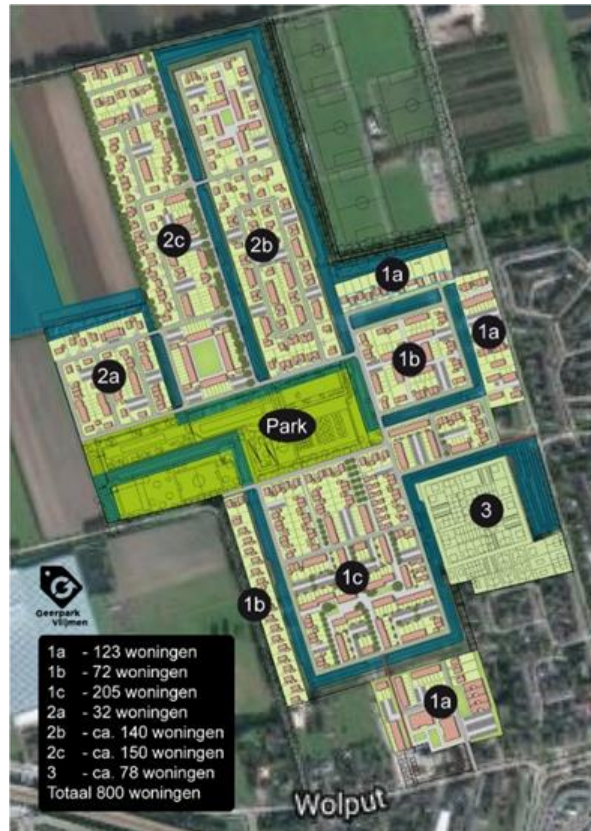 2c
2b
1a
1a
2a
1b
Park
3
1b
1c
1a
Geerpark
Vlijmen
1a - 123 woningen
1b - 72 woningen
1c - 205 woningen
2a - 32 woningen
2b - ca. 140 woningen
2c - ca. 150 woningen
3 - ca. 78 woningen
Totaal 800 woningen
Wolput